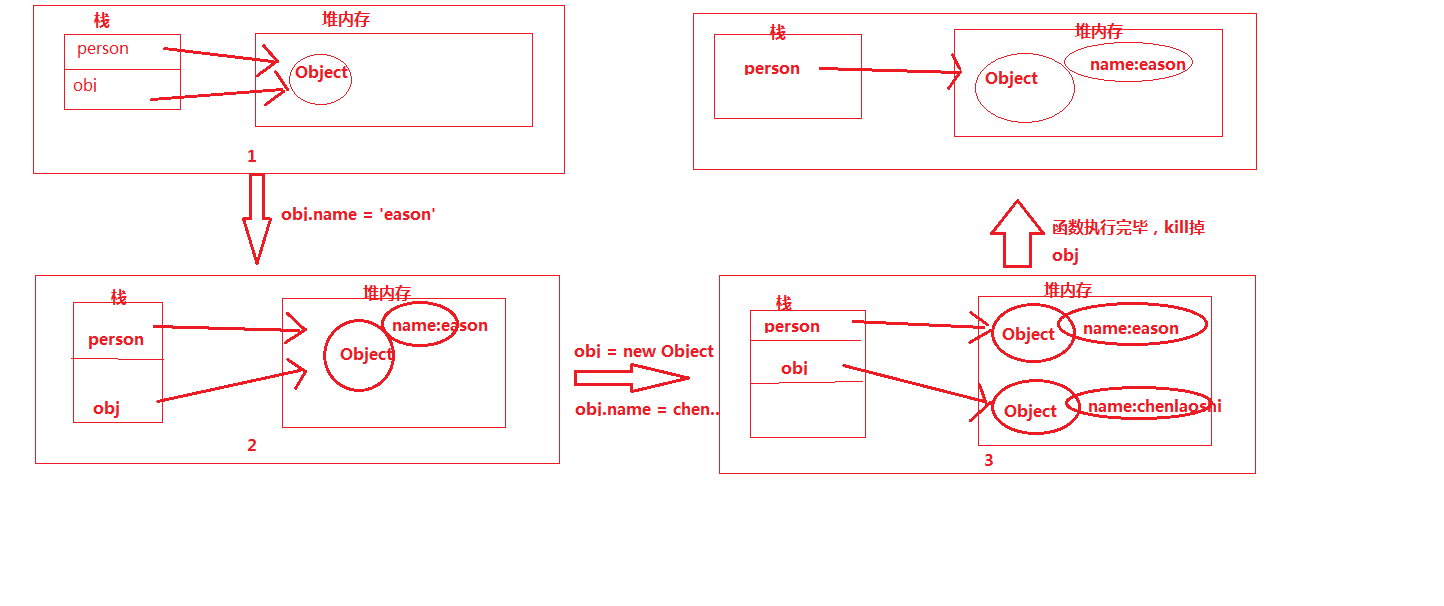 栈
堆内存
person
obi
Object
1
obj.name = 'eason'
栈
堆内存
person
obj
Object
name:eason
2
obj = new Object
obj.name = chen..
栈
堆内存
person
obi
Object
name:eason
Object
name:chenlaoshi
3
函数执行完毕，kill掉
obj
栈
堆内存
person
Object
name:eason